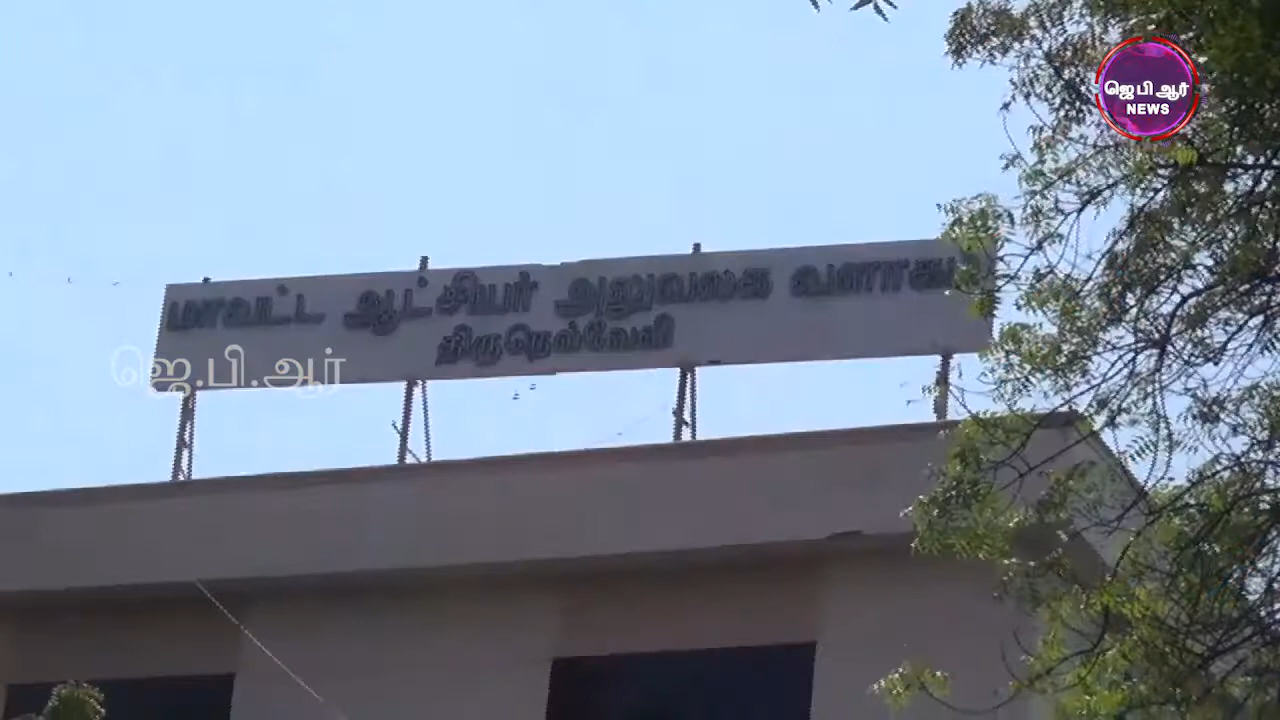 ஜெ பி ஆர்
NEWS
மாவட்ட ஆட்சியர் அலுவலக வளாகம்
திருநெல்வேலி
ஜெ.பி.ஆர்